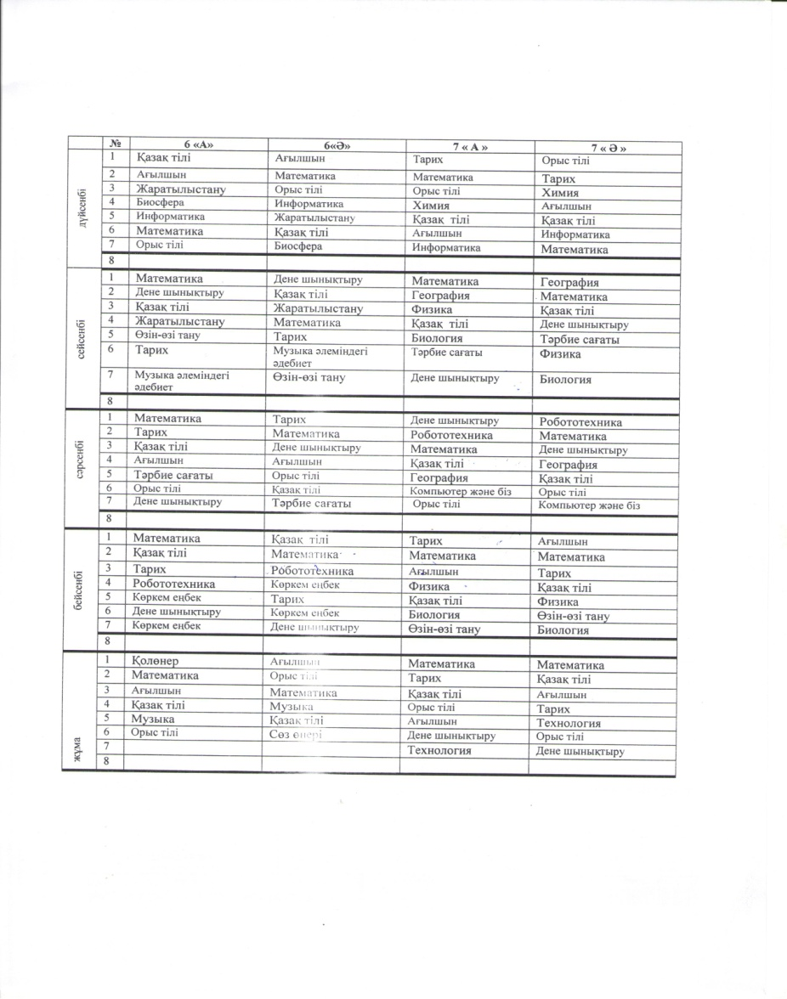 № 6 «А» 6«Ә» 7 « А » 7 « Ә »
дүйсенбі
1 Қазақ тілі Ағылшын Тарих Орыс тілі
2 Ағылшын Математика Математика Тарих
3 Жаратылыстану Орыс тілі Орыс тілі Химия
4 Биосфера Информатика Химия Ағылшын
5 Информатика Жаратылыстану Қазақ тілі Қазақ тілі
6 Математика Қазақ тілі Ағылшын Информатика
7 Орыс тілі Биосфера Информатика Математика
8
сейсенбі
1 Математика Дене шынықтыру Математика География
2 Дене шынықтыру Қазақ тілі География Математика
3 Қазақ тілі Жаратылыстану Физика Қазақ тілі
4 Жаратылыстану Математика Қазақ тілі Дене шынықтыру
5 Өзін-өзі тану Тарих Биология Тәрбие сағаты
6 Тарих Музыка әлеміндегі Тәрбие сағаты Физика
әдебиет
7 Музыка әлеміндегі Өзін-өзі тану Дене шынықтыру Биология
әдебиет
8
сәрсенбі
1 Математика Тарих Дене шынықтыру Робототехника
2 Тарих Математика Робототехника Математика
3 Қазақ тілі Дене шынықтыру Математика Дене шынықтыру
4 Ағылшын Ағылшын Қазақ тілі География
5 Тәрбие сағаты Орыс тілі География Қазақ тілі
6 Орыс тілі Қазақ тілі Компьютер және біз Орыс тілі
7 Дене шынықтыру Тәрбие сағаты Орыс тілі Компьютер және біз
8
бейсенбі
1 Математика Қазақ тілі Тарих Ағылшын
2 Қазақ тілі Математика Математика Математика
3 Тарих Робототехника Ағылшын Тарих
4 Робототехника Көркем еңбек Физика Қазақ тілі
5 Көркем еңбек Тарих Қазақ тілі Физика
6 Дене шынықтыру Көркем еңбек Биология Өзін-өзі тану
7 Көркем еңбек Дене шынықтыру Өзін-өзі тану Биология
8
жұма
1 Қолөнер Ағылшын Математика Математика
2 Математика Орыс тілі Тарих Қазақ тілі
3 Ағылшын Математика Қазақ тілі Ағылшын
4 Қазақ тілі Музыка Орыс тілі Тарих
5 Музыка Қазақ тілі Ағылшын Технология
6 Орыс тілі Сөз өнері Дене шынықтыру Орыс тілі
7 Технология Дене шынықтыру
8